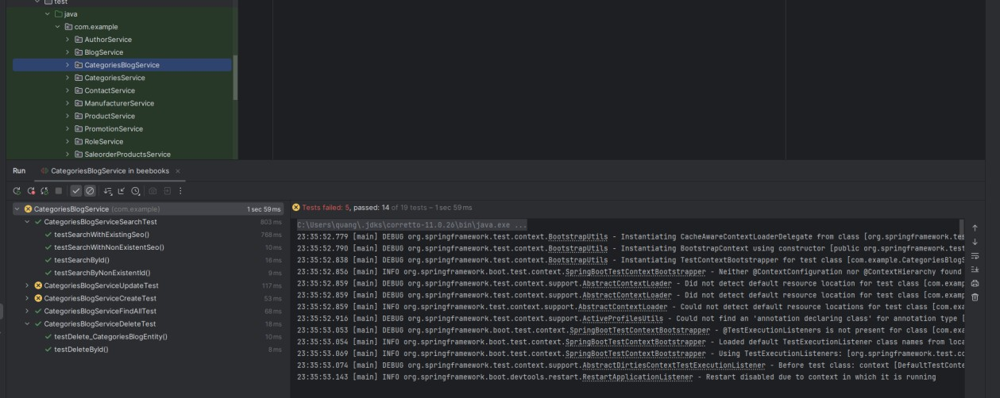 test
java
com.example
AuthorService
BlogService
CategoriesBlogService
CategoriesService
ContactService
ManufacturerService
ProductService
PromotionService
RoleService
SaleorderProductsService
Run CategoriesBlogService in beebooks ×
CategoriesBlogService (com.example) 1 sec 59 ms
CategoriesBlogServiceSearchTest 803 ms
testSearchWithExistingSeo() 768 ms
testSearchWithNonExistentSeo() 10 ms
testSearchById() 16 ms
testSearchByNonExistentId() 9 ms
CategoriesBlogServiceUpdateTest 117 ms
CategoriesBlogServiceCreateTest 53 ms
CategoriesBlogServiceFindAllTest 68 ms
CategoriesBlogServiceDeleteTest 18 ms
testDelete_CategoriesBlogEntity() 10 ms
testDeleteById() 8 ms
Tests failed: 5, passed: 14 of 19 tests – 1 sec 59 ms
C:\Users\quang\.jdks\corretto-11.0.26\bin\java.exe ...
23:35:52.779 [main] DEBUG org.springframework.test.context.BootstrapUtils - Instantiating CacheAwareContextLoaderDelegate from class [org.springframework.tes
23:35:52.790 [main] DEBUG org.springframework.test.context.BootstrapUtils - Instantiating BootstrapContext using constructor [public org.springframework.test
23:35:52.838 [main] DEBUG org.springframework.test.context.BootstrapUtils - Instantiating TestContextBootstrapper for test class [com.example.CategoriesBlogS
23:35:52.856 [main] INFO org.springframework.boot.test.context.SpringBootTestContextBootstrapper - Neither @ContextConfiguration nor @ContextHierarchy found
23:35:52.859 [main] DEBUG org.springframework.test.context.support.AbstractContextLoader - Did not detect default resource location for test class [com.examp
23:35:52.859 [main] DEBUG org.springframework.test.context.support.AbstractContextLoader - Did not detect default resource location for test class [com.examp
23:35:52.859 [main] INFO org.springframework.test.context.support.AbstractContextLoader - Could not detect default resource locations for test class [com.exa
23:35:52.916 [main] DEBUG org.springframework.test.context.support.ActiveProfilesUtils - Could not find an 'annotation declaring class' for annotation type [
23:35:53.053 [main] DEBUG org.springframework.boot.test.context.SpringBootTestContextBootstrapper - @TestExecutionListeners is not present for class [com.exa
23:35:53.054 [main] INFO org.springframework.boot.test.context.SpringBootTestContextBootstrapper - Loaded default TestExecutionListener class names from loca
23:35:53.069 [main] INFO org.springframework.boot.test.context.SpringBootTestContextBootstrapper - Using TestExecutionListeners: [org.springframework.test.co
23:35:53.074 [main] DEBUG org.springframework.test.context.support.AbstractDirtiesContextTestExecutionListener - Before test class: context [DefaultTestConte
23:35:53.143 [main] INFO org.springframework.boot.devtools.restart.RestartApplicationListener - Restart disabled due to context in which it is running